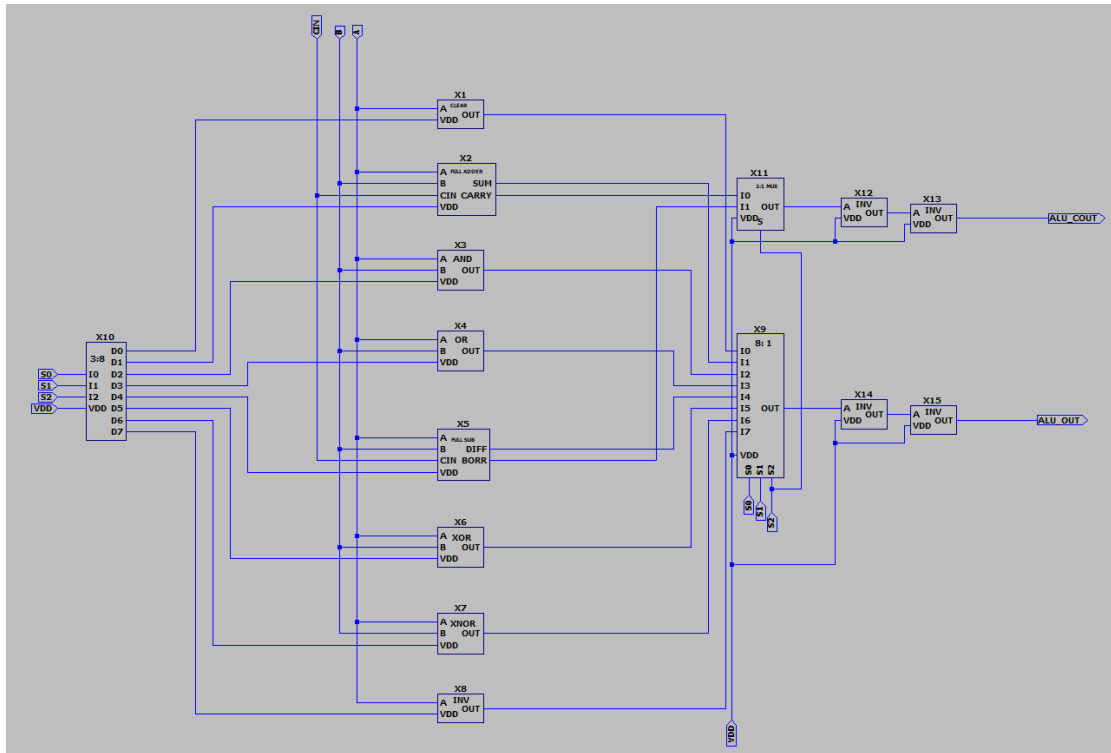 CIN
B
A
X1
A CLEAR
OUT
VDD
X2
A FULL ADDER
B SUM
CIN CARRY
VDD
X3
A AND
B OUT
VDD
X4
A OR
B OUT
VDD
X5
A FULL SUB
B DIFF
CIN BORR
VDD
X6
A XOR
B OUT
VDD
X7
A XNOR
B OUT
VDD
X8
A INV
OUT
VDD
X10
3:8
D0
D1
I0 D2
I1 D3
I2 D4
VDD D5
D6
D7
S0
S1
S2
VDD
X11
2:1 MUX
I0
I1 OUT
VDD
S
X12
A INV
OUT
VDD
X13
A INV
OUT
VDD
ALU_COUT
X9
8: 1
I0
I1
I2
I3
I4
I5 OUT
I6
I7
VDD
S0 S1 S2
S0
S1
S2
X14
A INV
OUT
VDD
X15
A INV
OUT
VDD
ALU_OUT
VDD